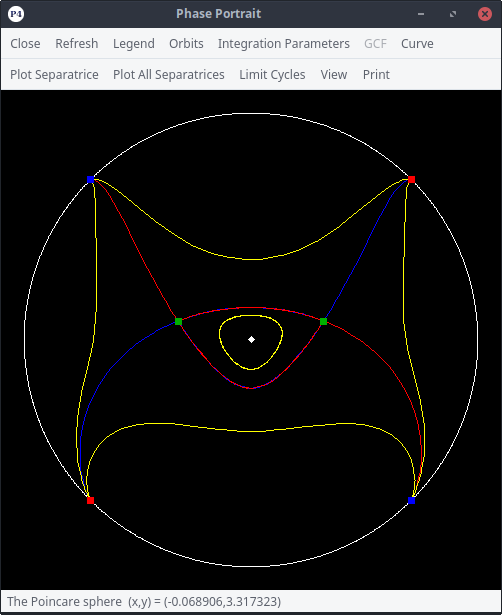 P4 Phase Portrait
Close Refresh Legend Orbits Integration Parameters GCF Curve
Plot Separatrice Plot All Separatrices Limit Cycles View Print
The Poincare sphere (x,y) = (-0.068906,3.317323)